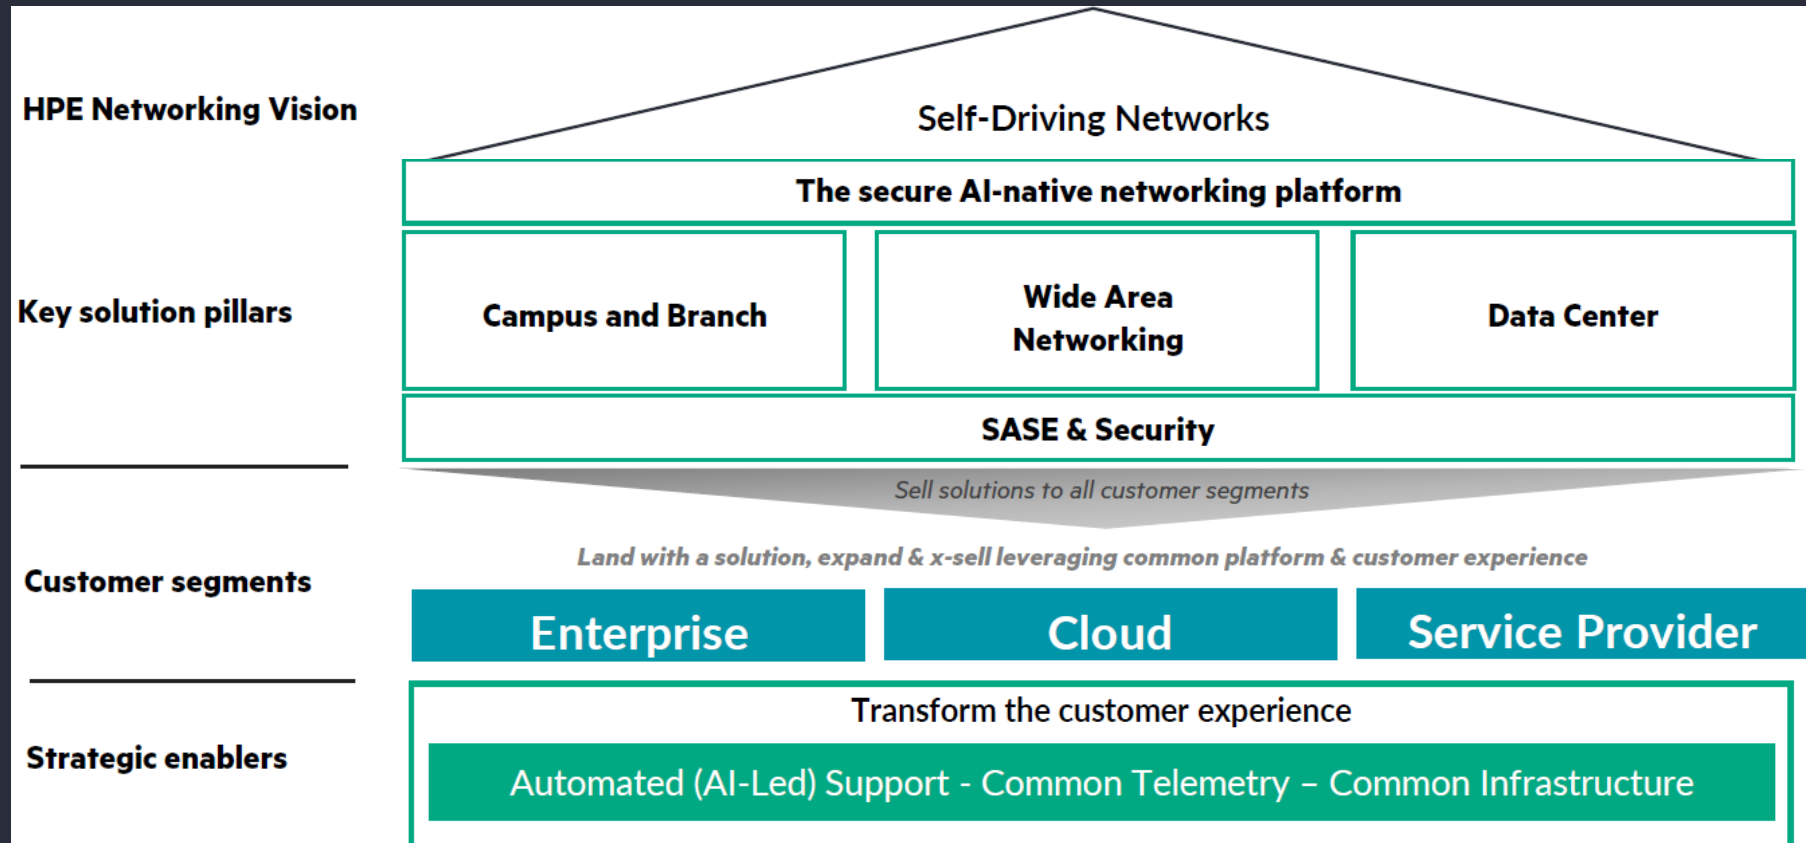 HPE Networking Vision
Self-Driving Networks
The secure AI-native networking platform
Key solution pillars
Campus and Branch
Wide Area
Networking
Data Center
SASE & Security
Sell solutions to all customer segments
Land with a solution, expand & x-sell leveraging common platform & customer experience
Customer segments
Enterprise
Cloud
Service Provider
Transform the customer experience
Strategic enablers
Automated (AI-Led) Support - Common Telemetry – Common Infrastructure